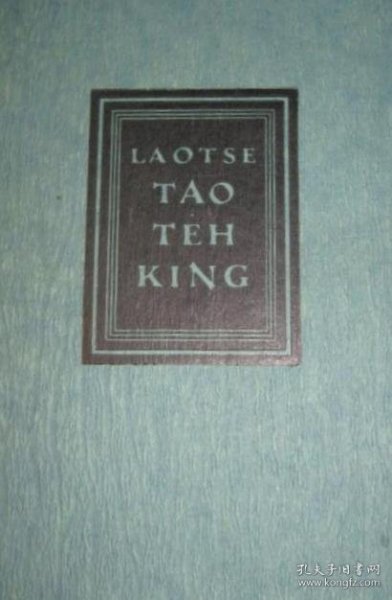 LAOTSE
TAO
TEH
KING
孔夫子旧书网
www.kongfz.com